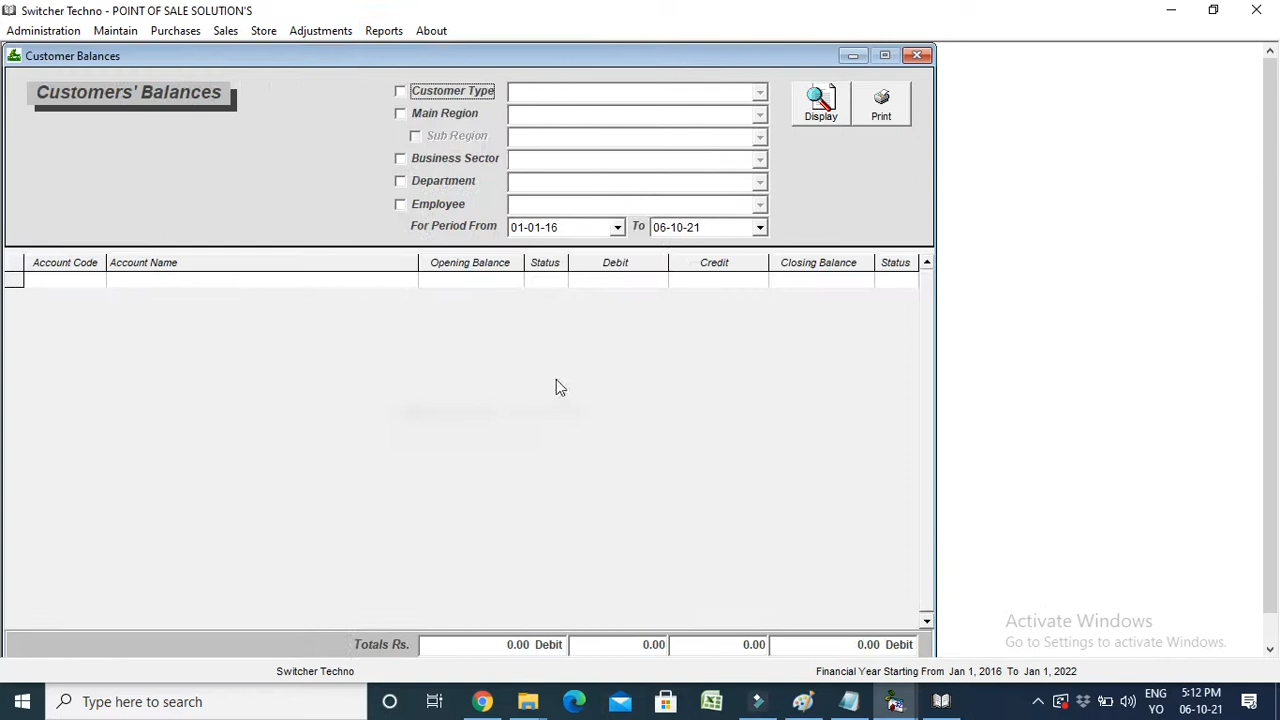 Switcher Techno - POINT OF SALE SOLUTION'S
Administration Maintain Purchases Sales Store Adjustments Reports About
Customer Balances
Customers' Balances
Customer Type
Main Region
Sub Region
Business Sector
Department
Employee
For Period From 01-01-16 To 06-10-21
Display Print
Account Code Account Name Opening Balance Status Debit Credit Closing Balance Status
Totals Rs. 0.00 Debit 0.00 0.00 0.00 Debit
Activate Windows
Go to Settings to activate Windows.
Switcher Techno Financial Year Starting From Jan 1, 2016 To Jan 1, 2022
Type here to search
ENG
YO
5:12 PM
06-10-21